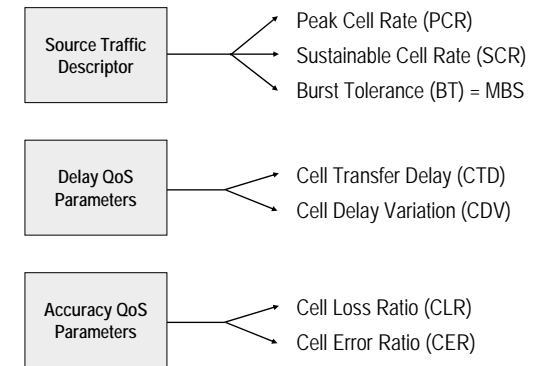 Source Traffic
Descriptor
Peak Cell Rate (PCR)
Sustainable Cell Rate (SCR)
Burst Tolerance (BT) = MBS
Delay QoS
Parameters
Cell Transfer Delay (CTD)
Cell Delay Variation (CDV)
Accuracy QoS
Parameters
Cell Loss Ratio (CLR)
Cell Error Ratio (CER)